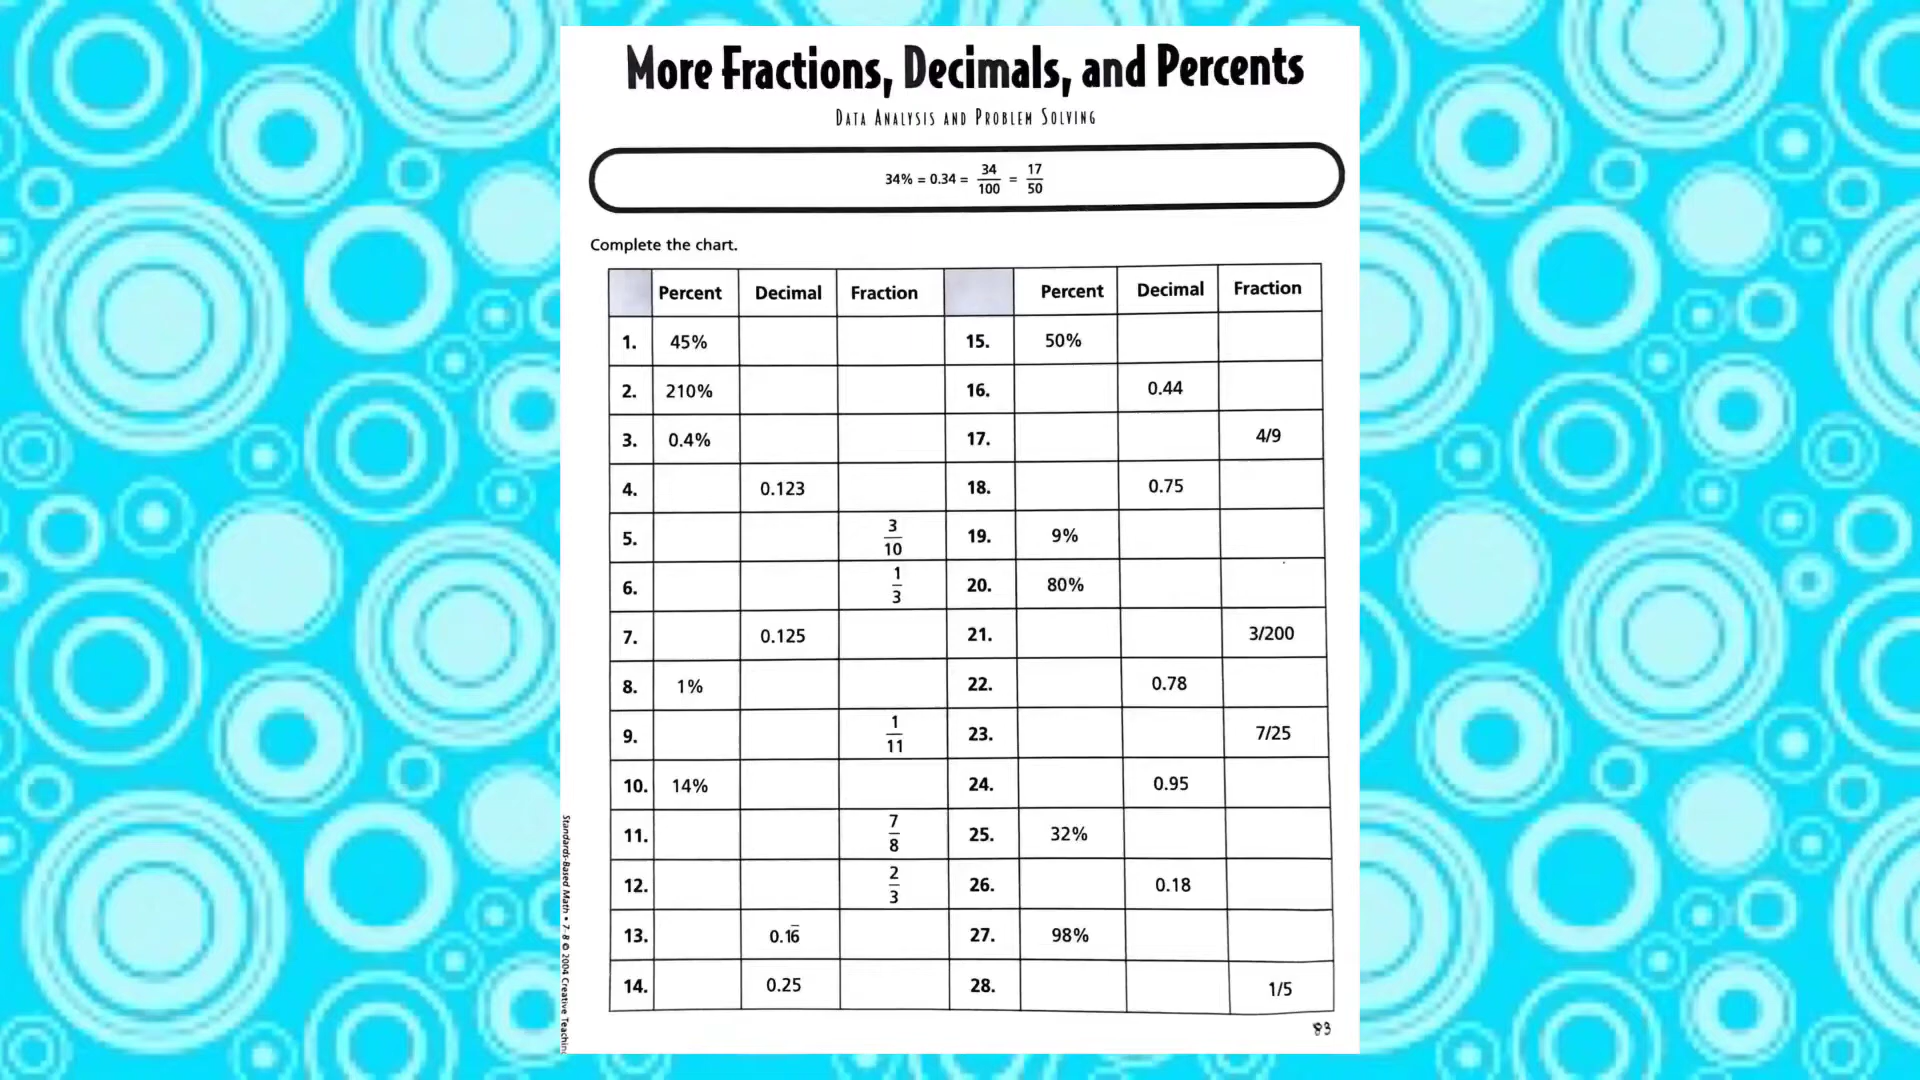 More Fractions, Decimals, and Percents
DATA ANALYSIS AND PROBLEM SOLVING
34% = 0.34 = 34/100 = 17/50
Complete the chart.
Percent Decimal Fraction Percent Decimal Fraction
1. 45% 15. 50%
2. 210% 16. 0.44
3. 0.4% 17. 4/9
4. 0.123 18. 0.75
5. 3/10 19. 9%
6. 1/3 20. 80%
7. 0.125 21. 3/200
8. 1% 22. 0.78
9. 1/11 23. 7/25
10. 14% 24. 0.95
11. 7/8 25. 32%
12. 2/3 26. 0.18
13. 0.16̅ 27. 98%
14. 0.25 28. 1/5
83
Standards-Based Math • 7-8 © 2004 Creative